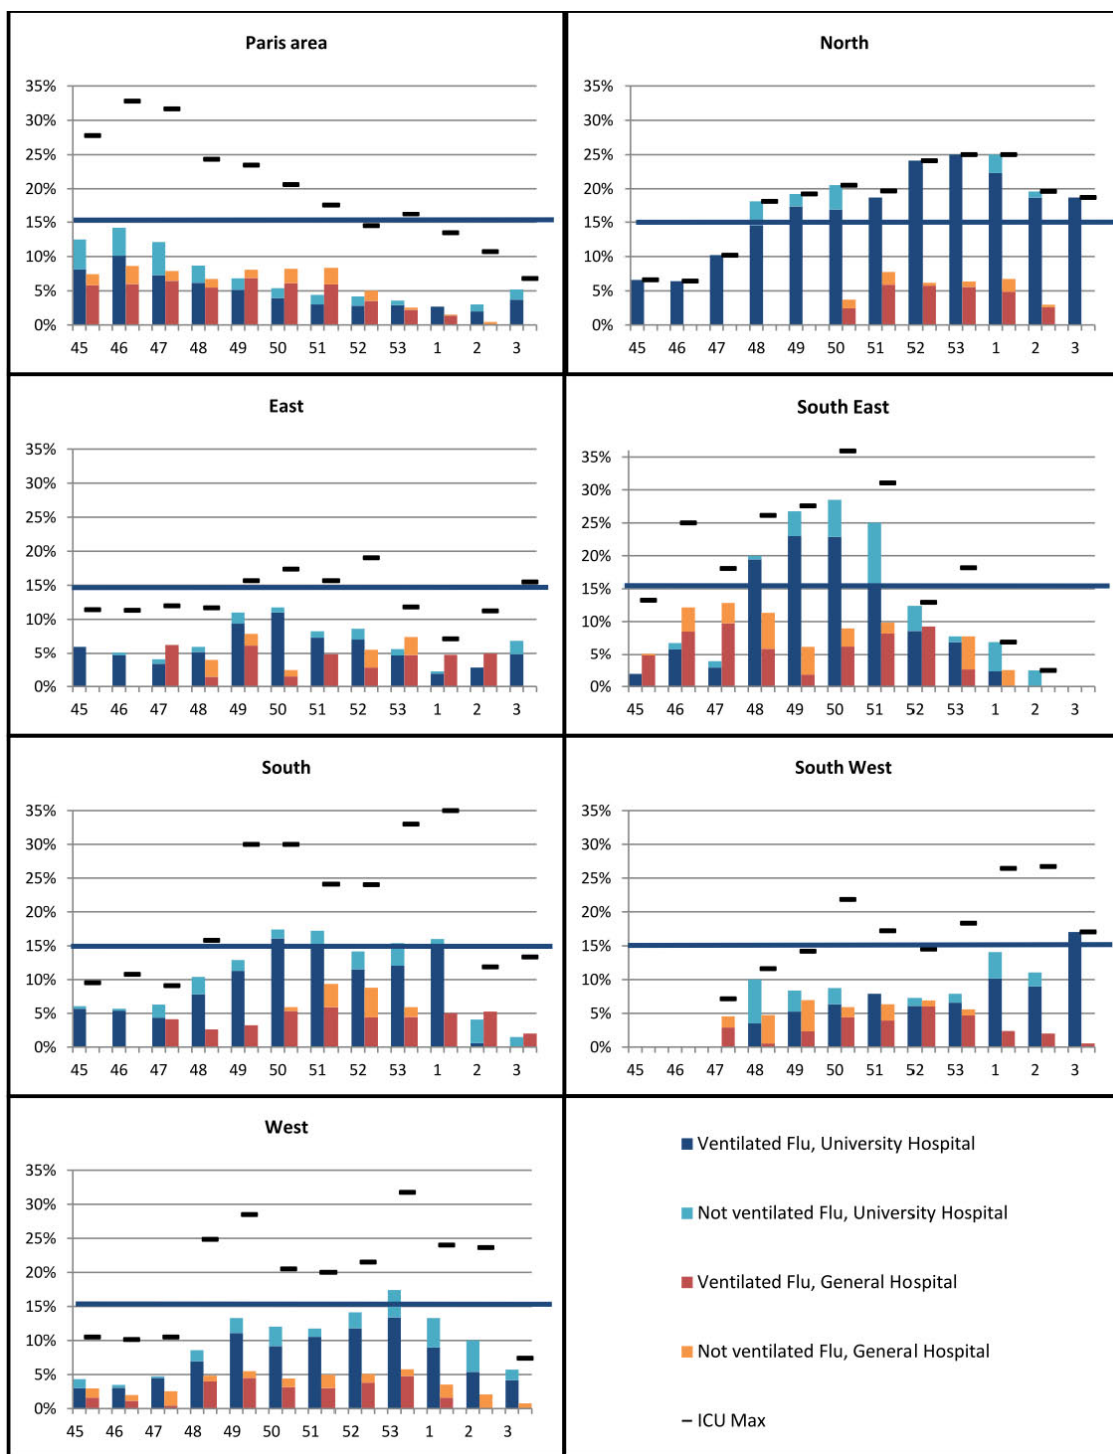 Paris area
35%
30%
25%
20%
15%
10%
5%
0%
45 46 47 48 49 50 51 52 53 1 2 3
North
35%
30%
25%
20%
15%
10%
5%
0%
45 46 47 48 49 50 51 52 53 1 2 3
East
35%
30%
25%
20%
15%
10%
5%
0%
45 46 47 48 49 50 51 52 53 1 2 3
South East
35%
30%
25%
20%
15%
10%
5%
0%
45 46 47 48 49 50 51 52 53 1 2 3
South
35%
30%
25%
20%
15%
10%
5%
0%
45 46 47 48 49 50 51 52 53 1 2 3
South West
35%
30%
25%
20%
15%
10%
5%
0%
45 46 47 48 49 50 51 52 53 1 2 3
West
35%
30%
25%
20%
15%
10%
5%
0%
45 46 47 48 49 50 51 52 53 1 2 3
Ventilated Flu, University Hospital
Not ventilated Flu, University Hospital
Ventilated Flu, General Hospital
Not ventilated Flu, General Hospital
ICU Max